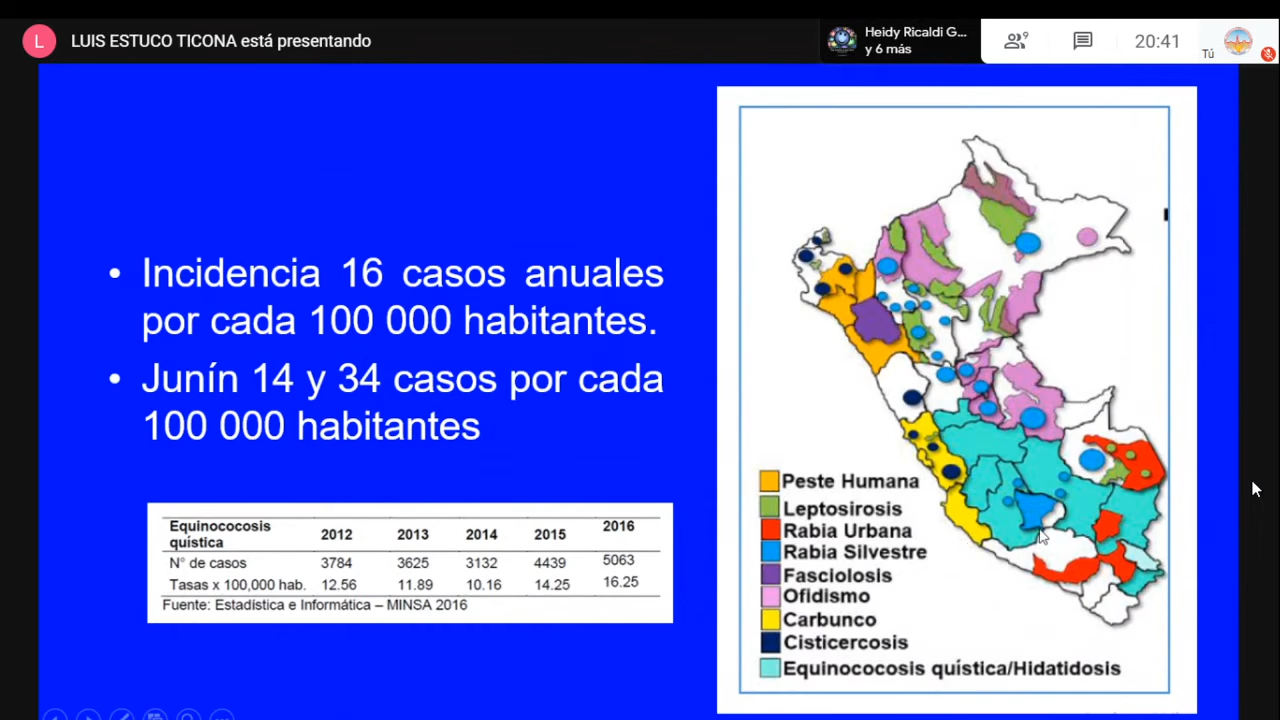 L LUIS ESTUCO TICONA está presentando
Heidy Ricaldi G...
y 6 más
9
20:41
Tú
• Incidencia 16 casos anuales
por cada 100 000 habitantes.
• Junín 14 y 34 casos por cada
100 000 habitantes
Equinococosis quística 2012 2013 2014 2015 2016
N° de casos 3784 3625 3132 4439 5063
Tasas x 100,000 hab. 12.56 11.89 10.16 14.25 16.25
Fuente: Estadística e Informática – MINSA 2016
Peste Humana
Leptosirosis
Rabia Urbana
Rabia Silvestre
Fasciolosis
Ofidismo
Carbunco
Cisticercosis
Equinococosis quística/Hidatidosis